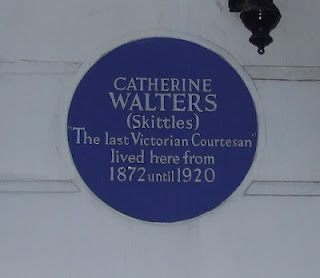 CATHERINE
WALTERS
(Skittles)
"The last Victorian Courtesan"
lived here from
1872 until 1920